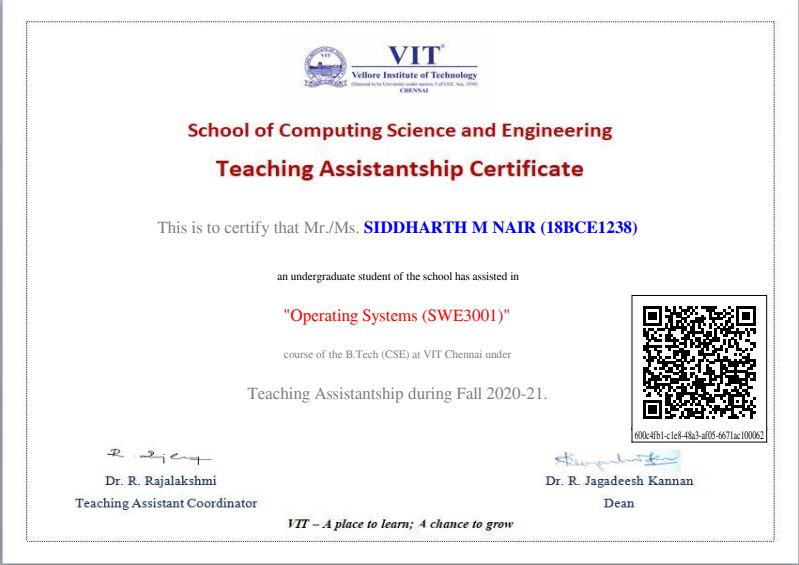 VIT®
Vellore Institute of Technology
(Deemed to be University under section 3 of UGC Act, 1956)
CHENNAI
School of Computing Science and Engineering
Teaching Assistantship Certificate
This is to certify that Mr./Ms. SIDDHARTH M NAIR (18BCE1238)
an undergraduate student of the school has assisted in
"Operating Systems (SWE3001)"
course of the B.Tech (CSE) at VIT Chennai under
Teaching Assistantship during Fall 2020-21.
600c4fb1-c1e8-48a3-af05-6671ac100062
Dr. R. Rajalakshmi
Teaching Assistant Coordinator
Dr. R. Jagadeesh Kannan
Dean
VIT – A place to learn; A chance to grow